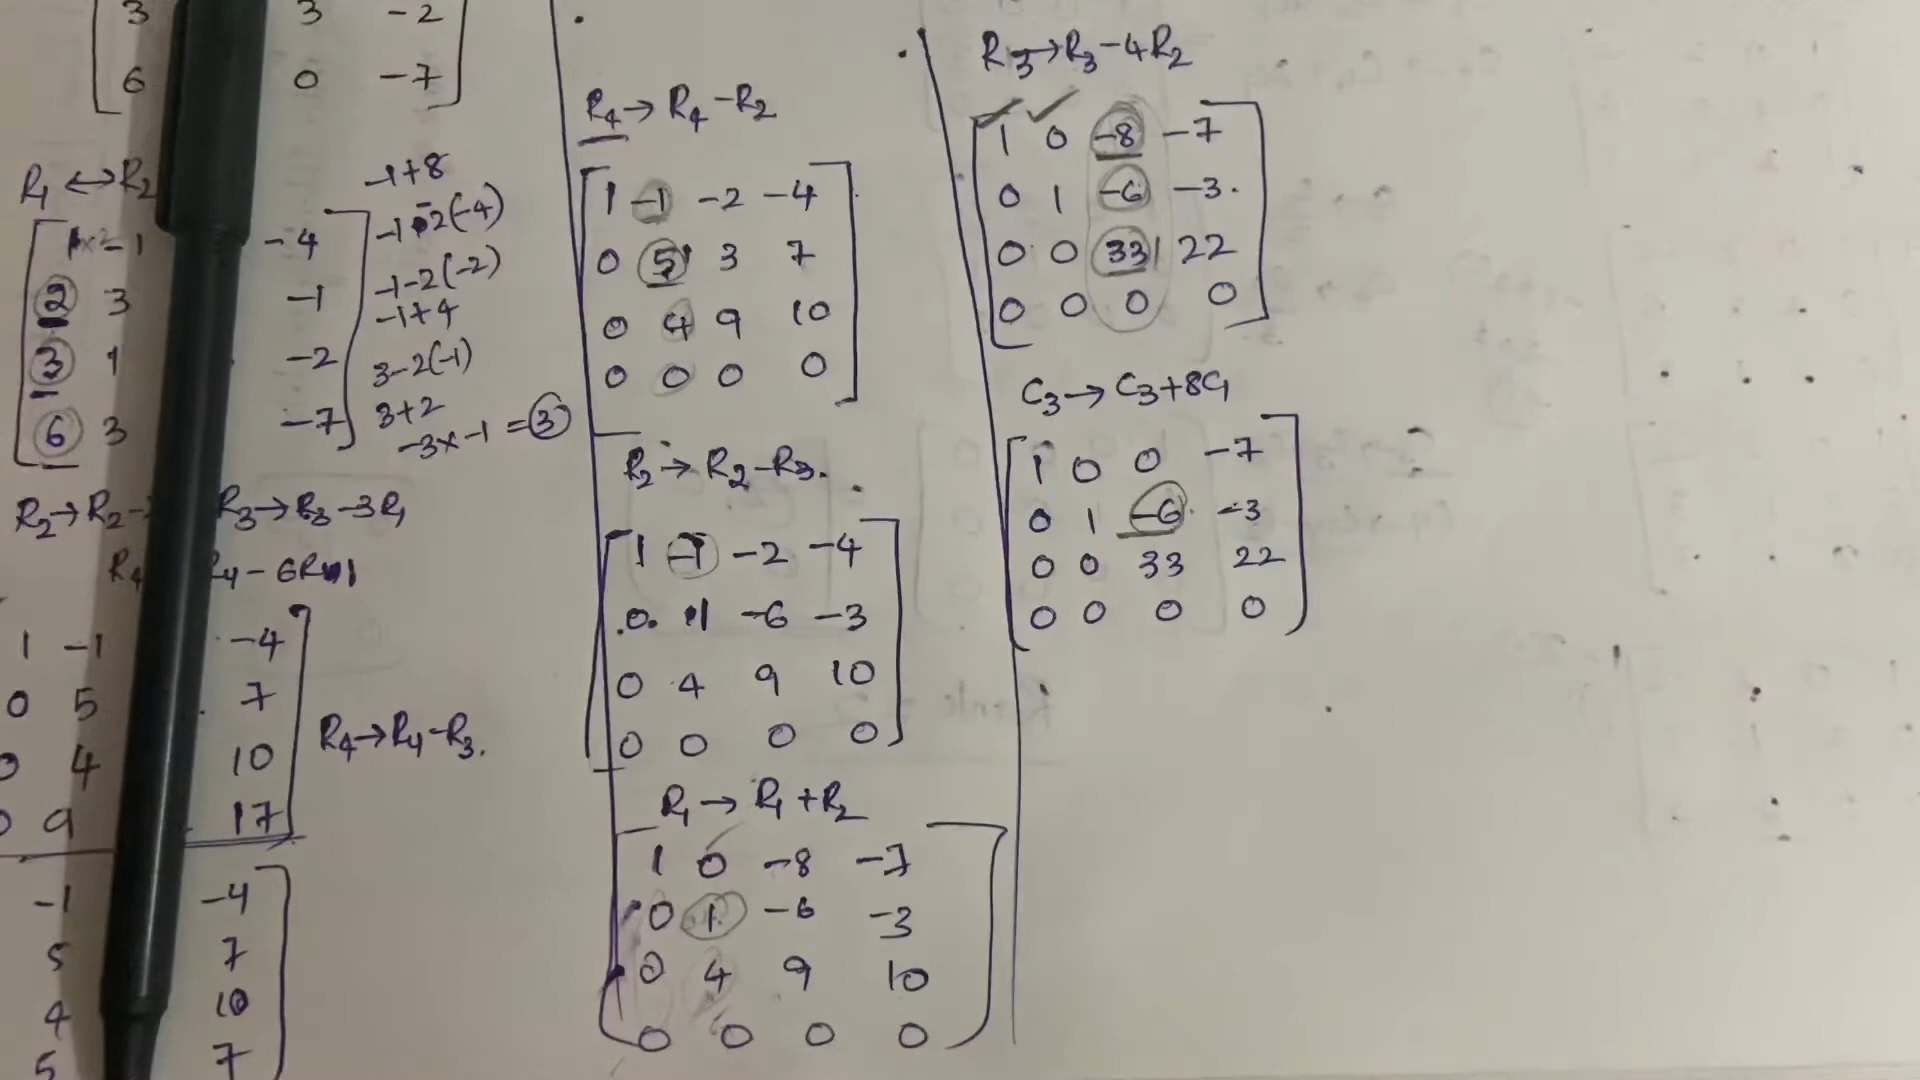 3 3 -2
6 0 -7
R1 ↔ R2
-1 -4
2 3 -1
3 1 -2
6 3 -7
-1+8
-1-2(-4)
-1-2(-2)
-1+4
3-2(-1)
3+2
-3x-1 = 3
R2→R2- R3→R3-3R1
R4 R4-6R1
1 -1 -4
0 5 7
0 4 10
0 9 17
R4→R4-R3.
-1 -4
5 7
4 10
5 7
R4→ R4-R2
1 -1 -2 -4
0 5 3 7
0 4 9 10
0 0 0 0
R2→ R2-R3.
1 -1 -2 -4
0 1 -6 -3
0 4 9 10
0 0 0 0
R1→ R1+R2
1 0 -8 -7
0 1 -6 -3
0 4 9 10
0 0 0 0
R3→R3-4R2
1 0 -8 -7
0 1 -6 -3
0 0 33 22
0 0 0 0
C3→ C3+8C1
1 0 0 -7
0 1 -6 -3
0 0 33 22
0 0 0 0